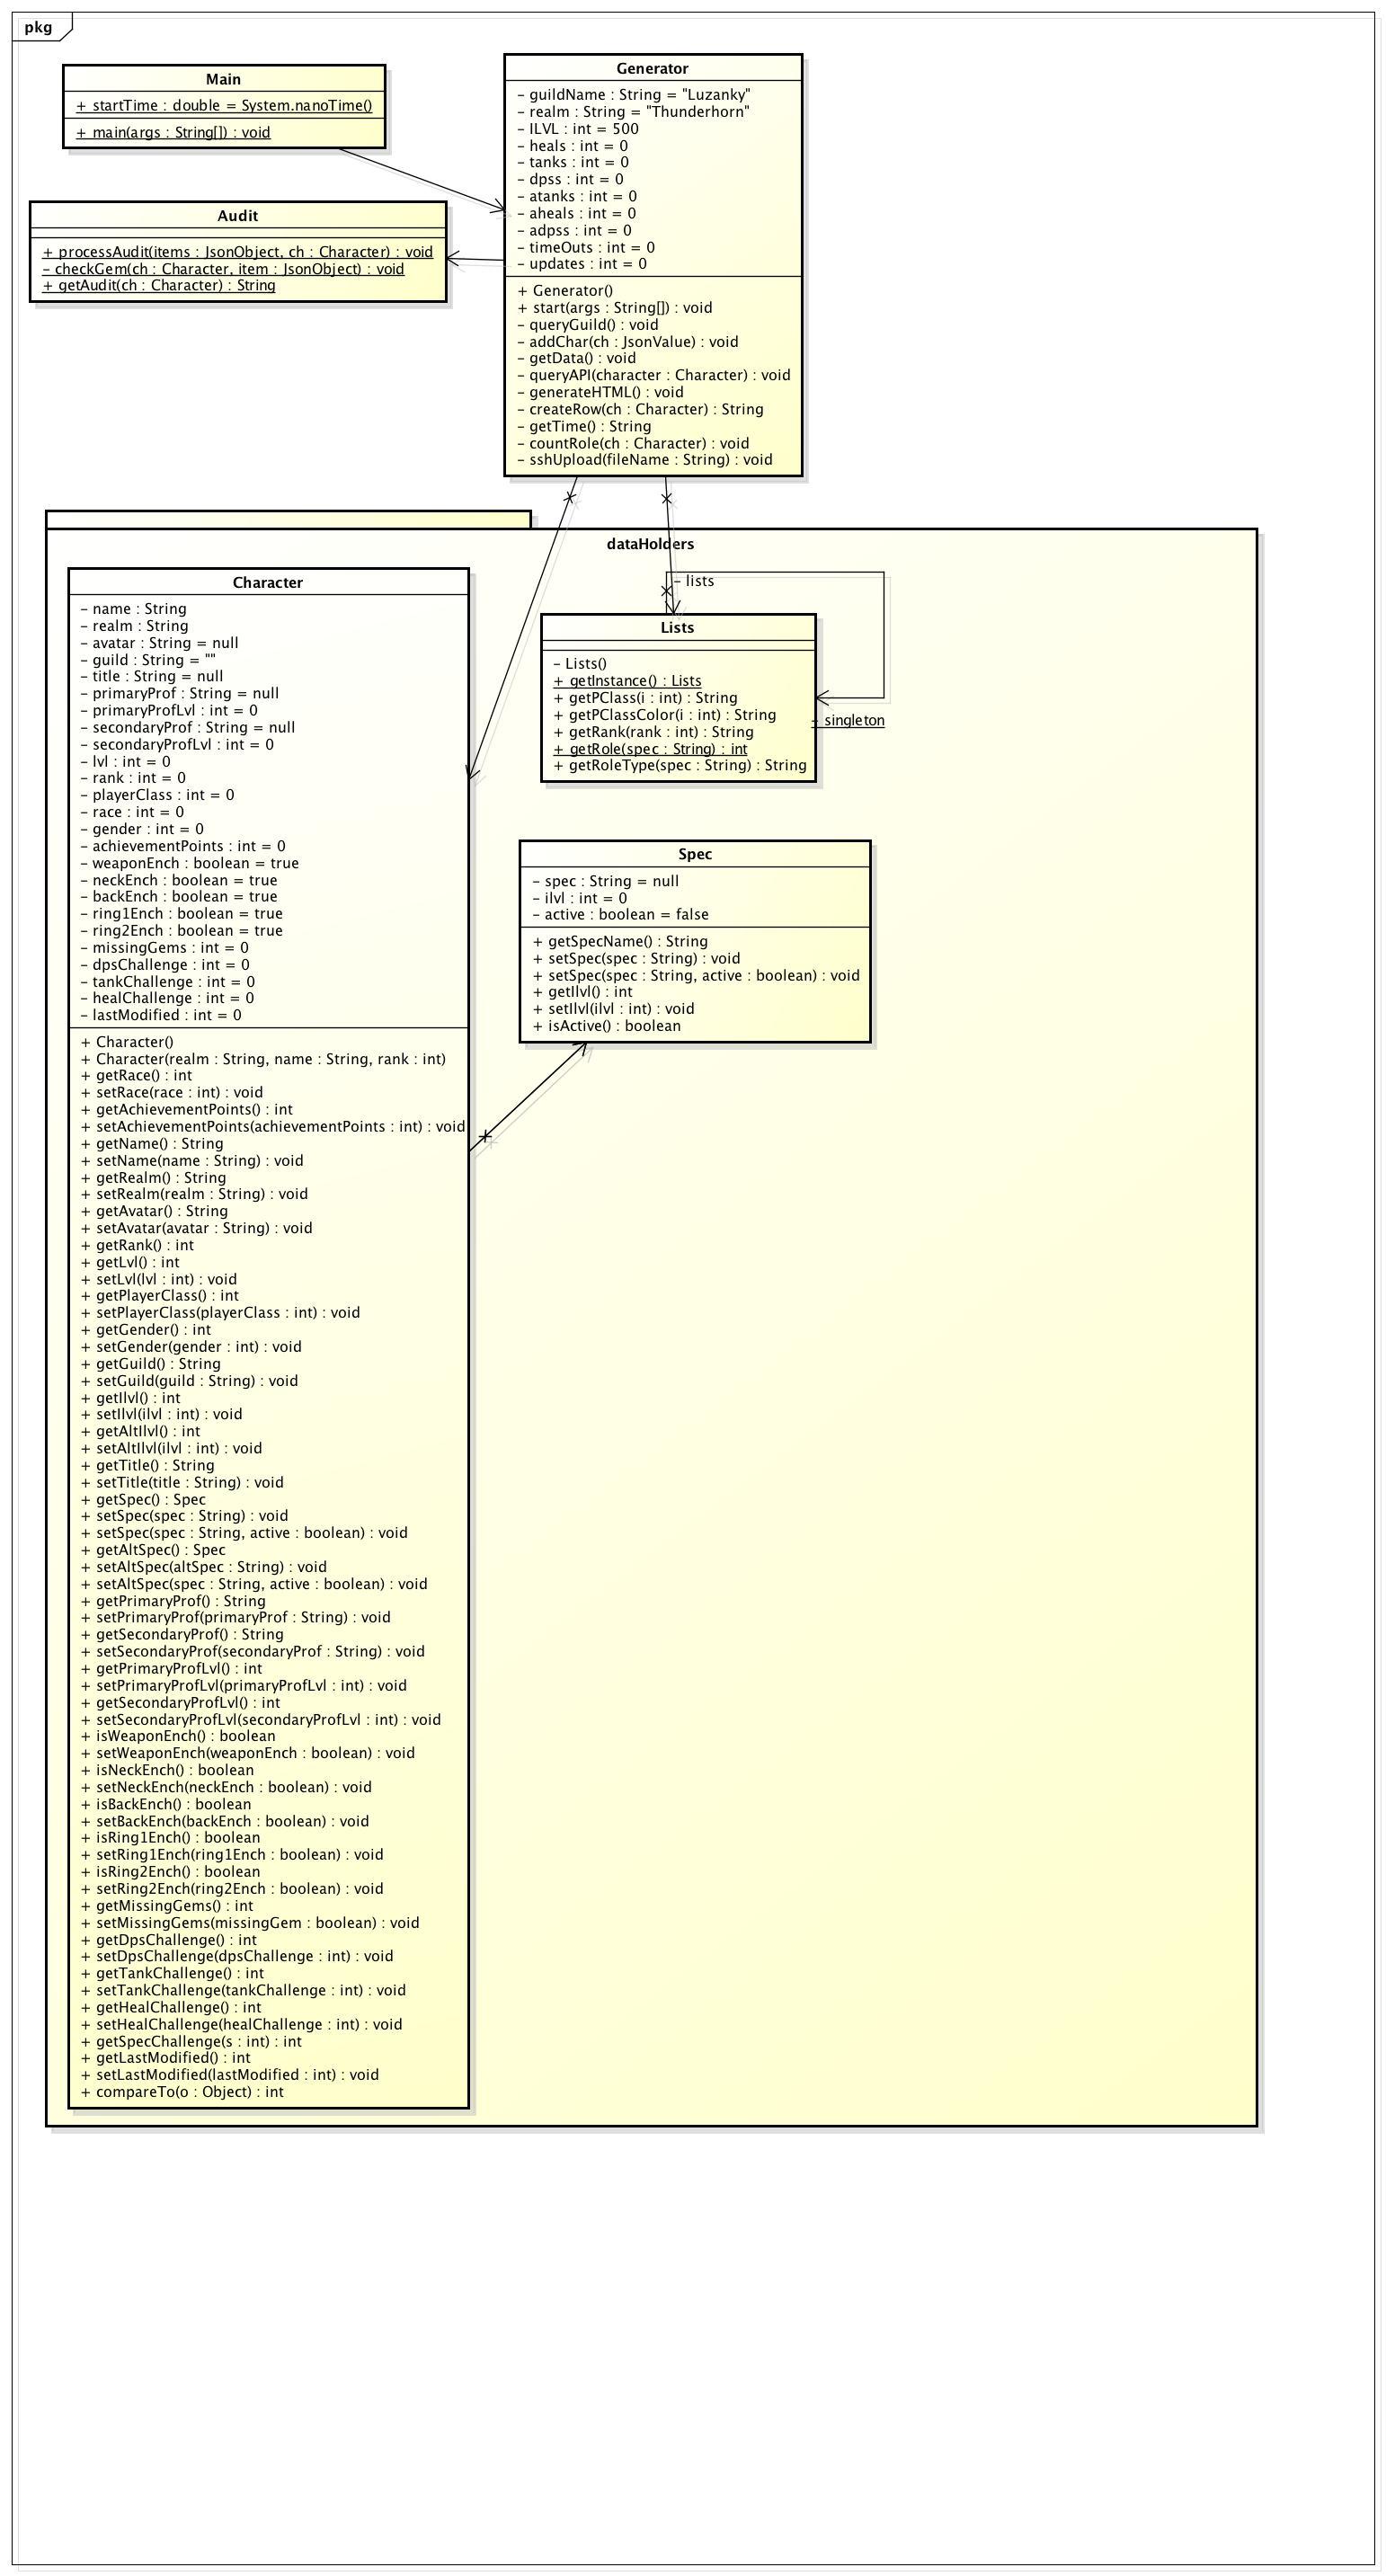 pkg
Main
+ startTime : double = System.nanoTime()
+ main(args : String[]) : void
Generator
– guildName : String = "Luzanky"
– realm : String = "Thunderhorn"
– ILVL : int = 500
– heals : int = 0
– tanks : int = 0
– dpss : int = 0
– atanks : int = 0
– aheals : int = 0
– adpss : int = 0
– timeOuts : int = 0
– updates : int = 0
+ Generator()
+ start(args : String[]) : void
– queryGuild() : void
– addChar(ch : JsonValue) : void
– getData() : void
– queryAPI(character : Character) : void
– generateHTML() : void
– createRow(ch : Character) : String
– getTime() : String
– countRole(ch : Character) : void
– sshUpload(fileName : String) : void
Audit
+ processAudit(items : JsonObject, ch : Character) : void
– checkGem(ch : Character, item : JsonObject) : void
+ getAudit(ch : Character) : String
dataHolders
Character
– name : String
– realm : String
– avatar : String = null
– guild : String = ""
– title : String = null
– primaryProf : String = null
– primaryProfLvl : int = 0
– secondaryProf : String = null
– secondaryProfLvl : int = 0
– lvl : int = 0
– rank : int = 0
– playerClass : int = 0
– race : int = 0
– gender : int = 0
– achievementPoints : int = 0
– weaponEnch : boolean = true
– neckEnch : boolean = true
– backEnch : boolean = true
– ring1Ench : boolean = true
– ring2Ench : boolean = true
– missingGems : int = 0
– dpsChallenge : int = 0
– tankChallenge : int = 0
– healChallenge : int = 0
– lastModified : int = 0
+ Character()
+ Character(realm : String, name : String, rank : int)
+ getRace() : int
+ setRace(race : int) : void
+ getAchievementPoints() : int
+ setAchievementPoints(achievementPoints : int) : void
+ getName() : String
+ setName(name : String) : void
+ getRealm() : String
+ setRealm(realm : String) : void
+ getAvatar() : String
+ setAvatar(avatar : String) : void
+ getRank() : int
+ getLvl() : int
+ setLvl(lvl : int) : void
+ getPlayerClass() : int
+ setPlayerClass(playerClass : int) : void
+ getGender() : int
+ setGender(gender : int) : void
+ getGuild() : String
+ setGuild(guild : String) : void
+ getIlvl() : int
+ setIlvl(ilvl : int) : void
+ getAltIlvl() : int
+ setAltIlvl(ilvl : int) : void
+ getTitle() : String
+ setTitle(title : String) : void
+ getSpec() : Spec
+ setSpec(spec : String) : void
+ setSpec(spec : String, active : boolean) : void
+ getAltSpec() : Spec
+ setAltSpec(altSpec : String) : void
+ setAltSpec(spec : String, active : boolean) : void
+ getPrimaryProf() : String
+ setPrimaryProf(primaryProf : String) : void
+ getSecondaryProf() : String
+ setSecondaryProf(secondaryProf : String) : void
+ getPrimaryProfLvl() : int
+ setPrimaryProfLvl(primaryProfLvl : int) : void
+ getSecondaryProfLvl() : int
+ setSecondaryProfLvl(secondaryProfLvl : int) : void
+ isWeaponEnch() : boolean
+ setWeaponEnch(weaponEnch : boolean) : void
+ isNeckEnch() : boolean
+ setNeckEnch(neckEnch : boolean) : void
+ isBackEnch() : boolean
+ setBackEnch(backEnch : boolean) : void
+ isRing1Ench() : boolean
+ setRing1Ench(ring1Ench : boolean) : void
+ isRing2Ench() : boolean
+ setRing2Ench(ring2Ench : boolean) : void
+ getMissingGems() : int
+ setMissingGems(missingGem : boolean) : void
+ getDpsChallenge() : int
+ setDpsChallenge(dpsChallenge : int) : void
+ getTankChallenge() : int
+ setTankChallenge(tankChallenge : int) : void
+ getHealChallenge() : int
+ setHealChallenge(healChallenge : int) : void
+ getSpecChallenge(s : int) : int
+ getLastModified() : int
+ setLastModified(lastModified : int) : void
+ compareTo(o : Object) : int
– lists
Lists
– Lists()
+ getInstance() : Lists
+ getPClass(i : int) : String
+ getPClassColor(i : int) : String
+ getRank(rank : int) : String
+ getRole(spec : String) : int
+ getRoleType(spec : String) : String
– singleton
Spec
– spec : String = null
– ilvl : int = 0
– active : boolean = false
+ getSpecName() : String
+ setSpec(spec : String) : void
+ setSpec(spec : String, active : boolean) : void
+ getIlvl() : int
+ setIlvl(ilvl : int) : void
+ isActive() : boolean